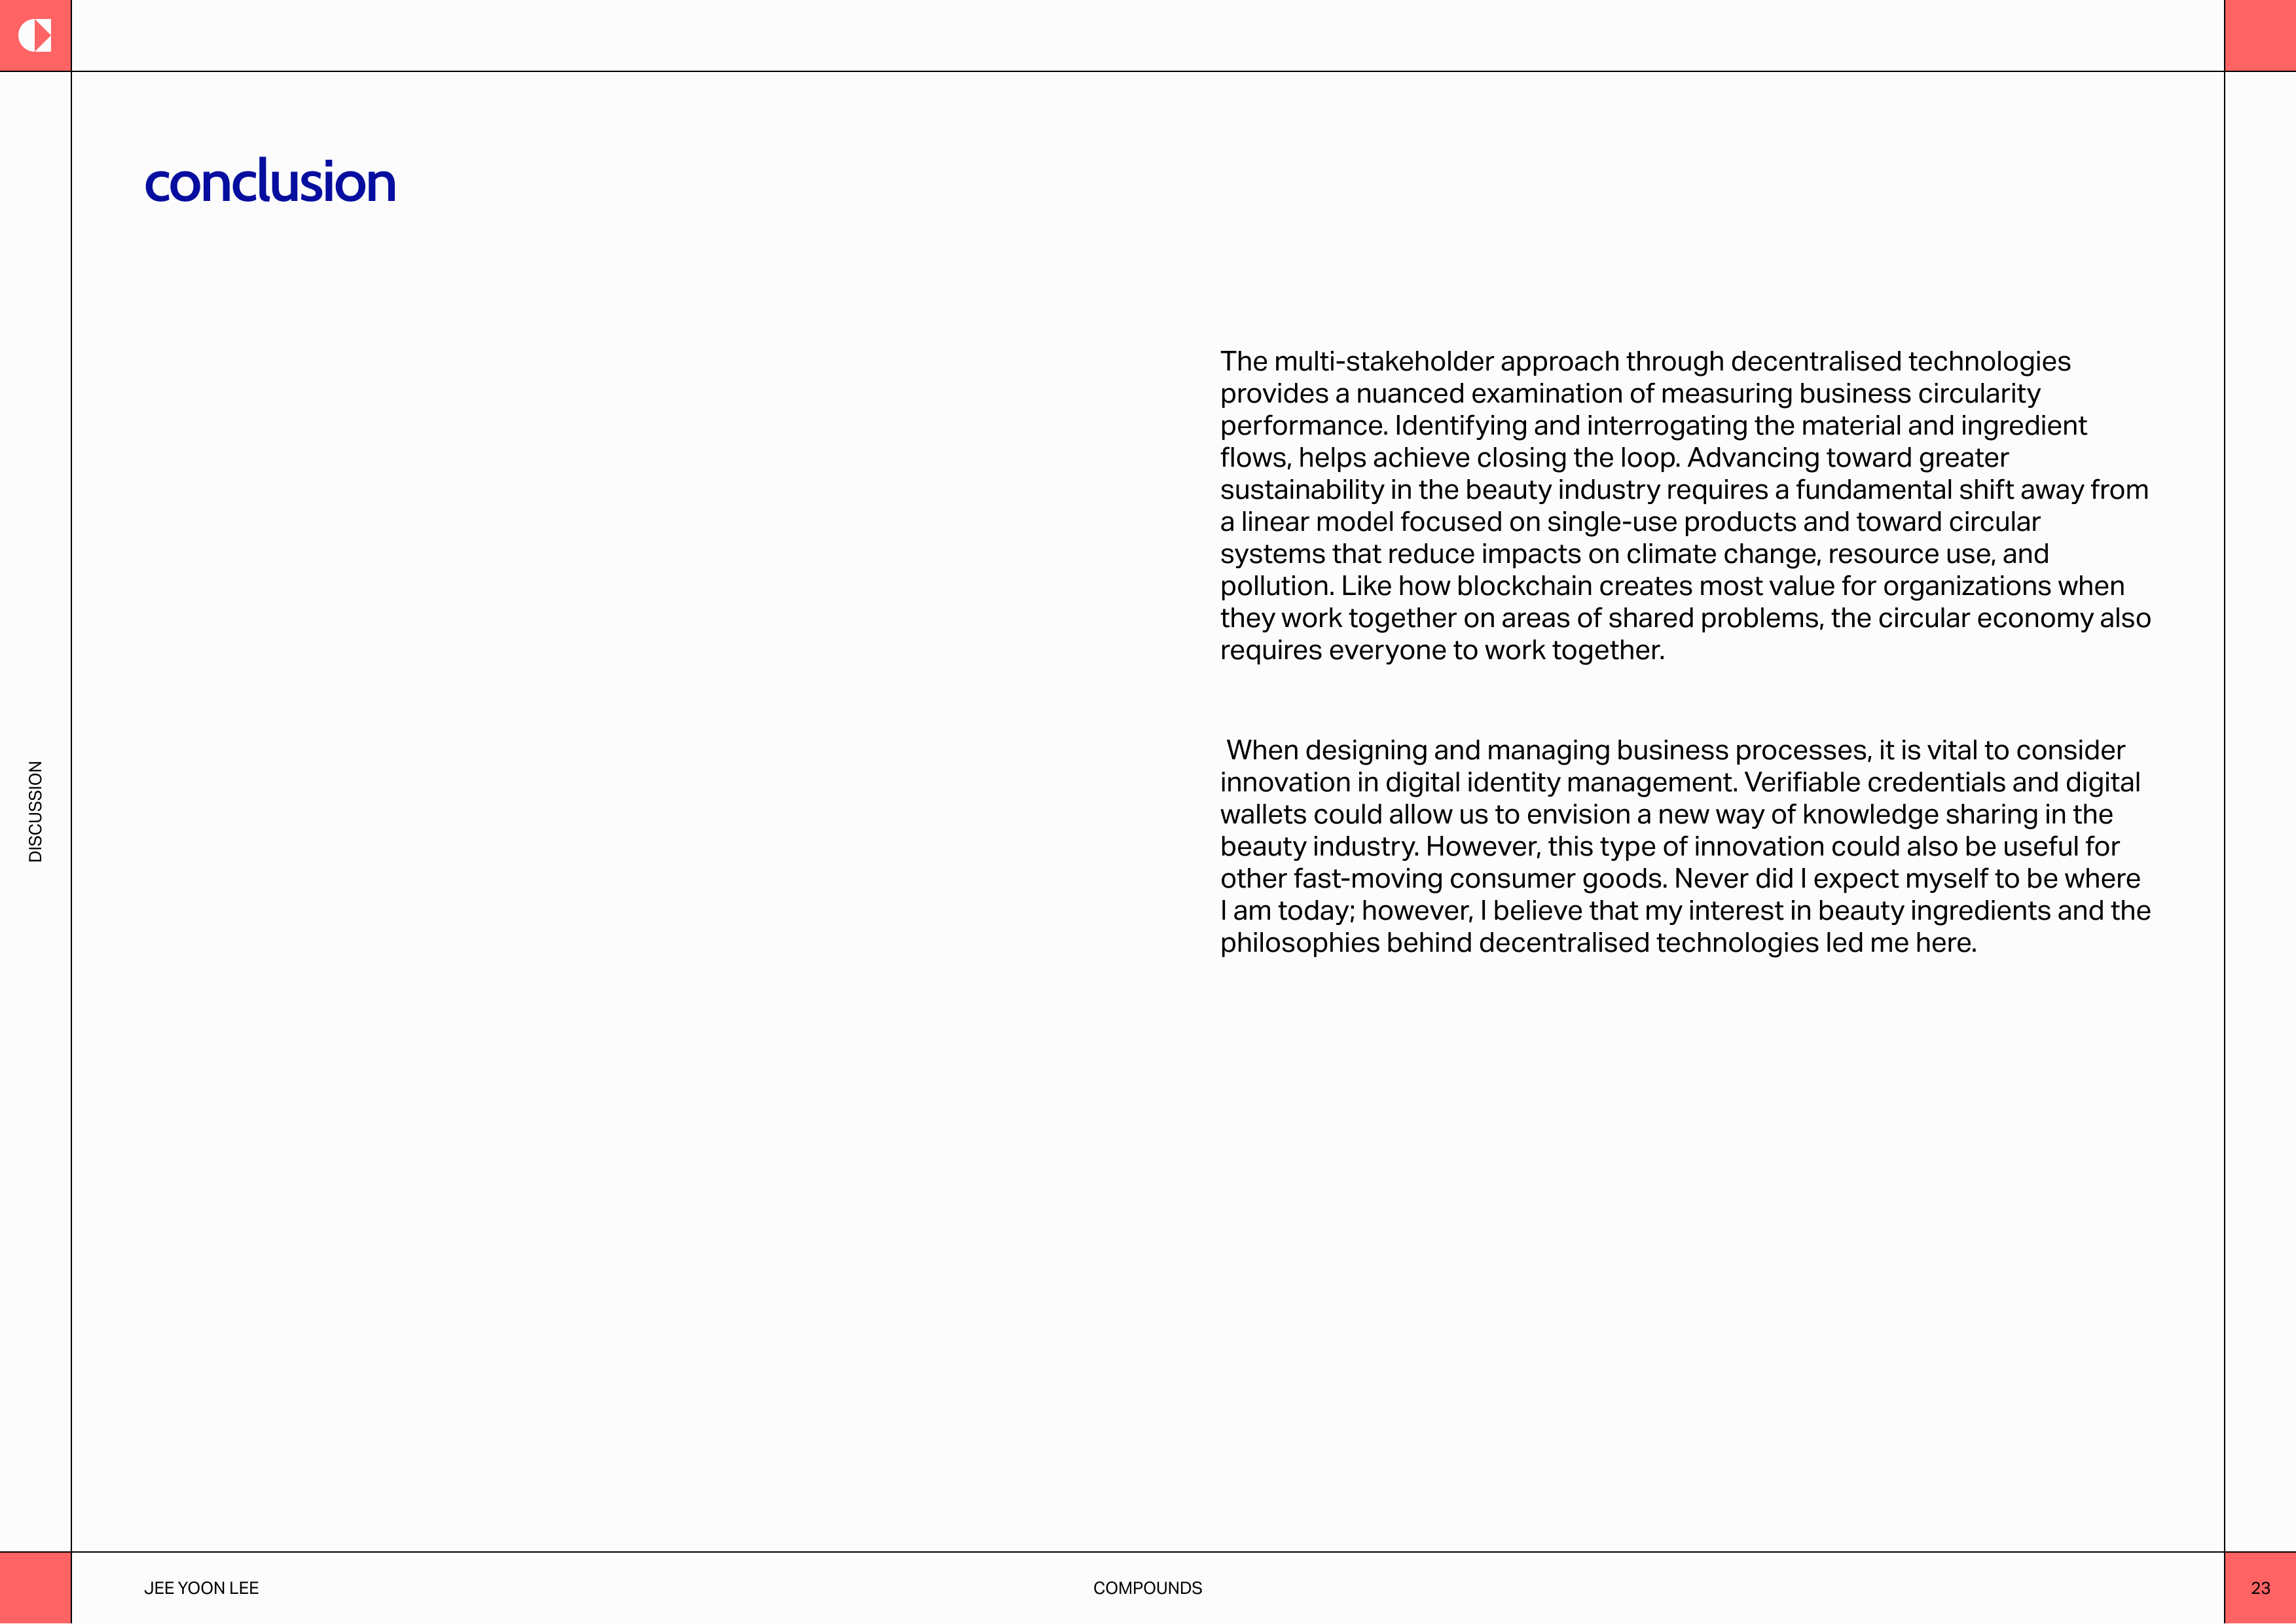 conclusion
The multi-stakeholder approach through decentralised technologies
provides a nuanced examination of measuring business circularity
performance. Identifying and interrogating the material and ingredient
flows, helps achieve closing the loop. Advancing toward greater
sustainability in the beauty industry requires a fundamental shift away from
a linear model focused on single-use products and toward circular
systems that reduce impacts on climate change, resource use, and
pollution. Like how blockchain creates most value for organizations when
they work together on areas of shared problems, the circular economy also
requires everyone to work together.
When designing and managing business processes, it is vital to consider
innovation in digital identity management. Verifiable credentials and digital
wallets could allow us to envision a new way of knowledge sharing in the
beauty industry. However, this type of innovation could also be useful for
other fast-moving consumer goods. Never did I expect myself to be where
I am today; however, I believe that my interest in beauty ingredients and the
philosophies behind decentralised technologies led me here.
DISCUSSION
JEE YOON LEE
COMPOUNDS
23